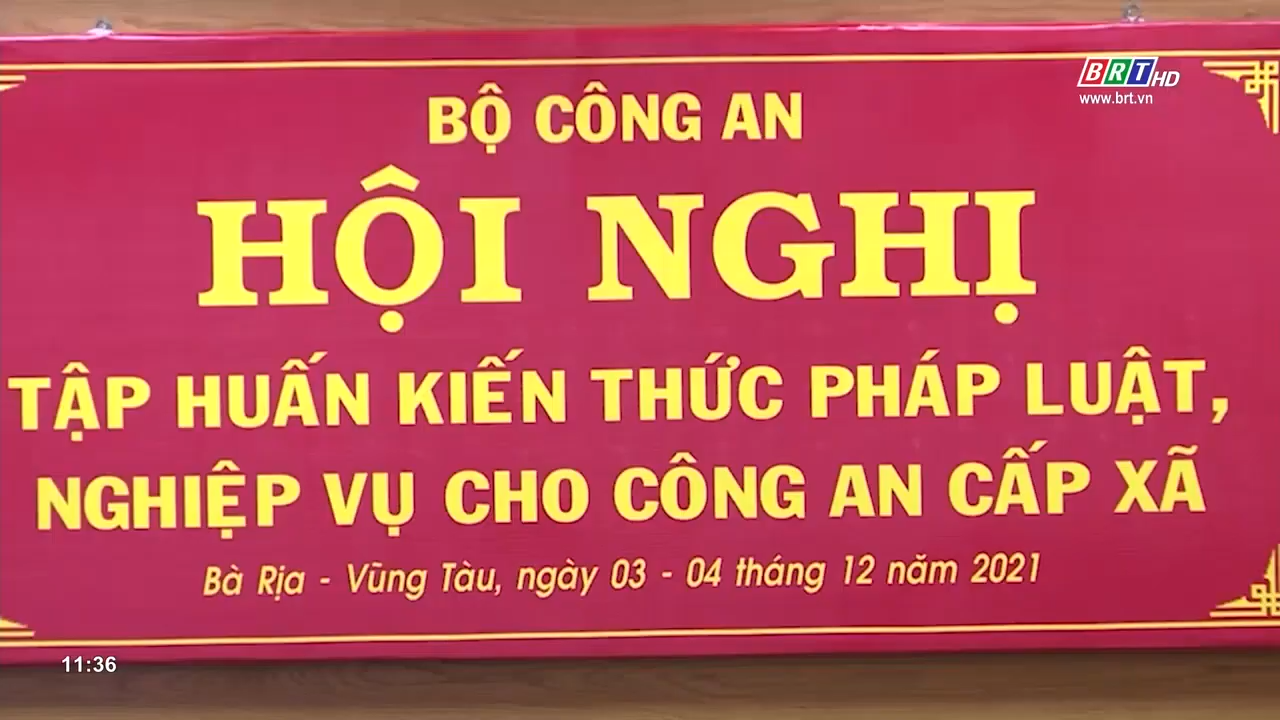 BRT HD
www.brt.vn
BỘ CÔNG AN
HỘI NGHỊ
TẬP HUẤN KIẾN THỨC PHÁP LUẬT,
NGHIỆP VỤ CHO CÔNG AN CẤP XÃ
Bà Rịa - Vũng Tàu, ngày 03 - 04 tháng 12 năm 2021
11:36